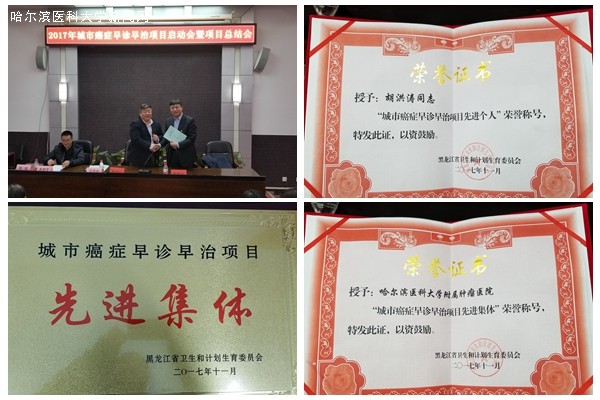 哈尔滨医科大学
2017年城市癌症早诊早治项目启动会暨项目总结会
荣誉证书
授予：胡洪涛同志
“城市癌症早诊早治项目先进个人”荣誉称号，
特发此证，以资鼓励。
黑龙江省卫生和计划生育委员会
二〇一七年十一月
城市癌症早诊早治项目
先进集体
黑龙江省卫生和计划生育委员会
二〇一七年十一月
荣誉证书
授予：哈尔滨医科大学附属肿瘤医院
“城市癌症早诊早治项目先进集体”荣誉称号，
特发此证，以资鼓励。
黑龙江省卫生和计划生育委员会
二〇一七年十一月